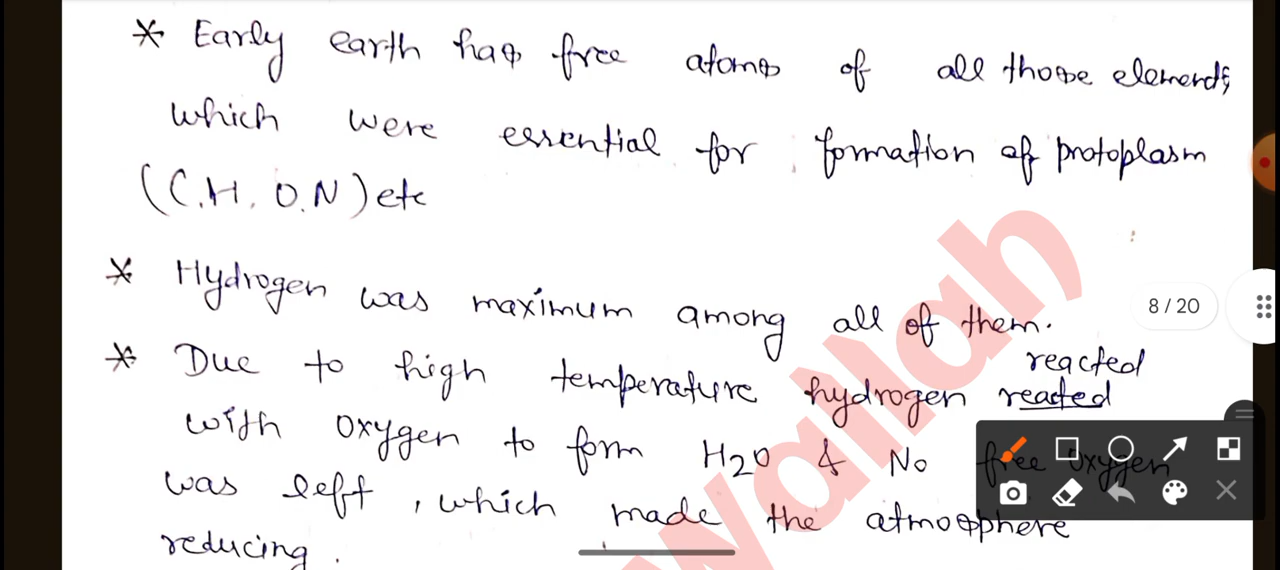 * Early earth has free atoms of all those elements,
which were essential for formation of protoplasm
(C.H. O.N) etc
* Hydrogen was maximum among all of them.
8 / 20
reacted
* Due to high temperature hydrogen reacted
with oxygen to form H2O & No free oxygen
was left, which made the atmosphere
reducing.
wallah